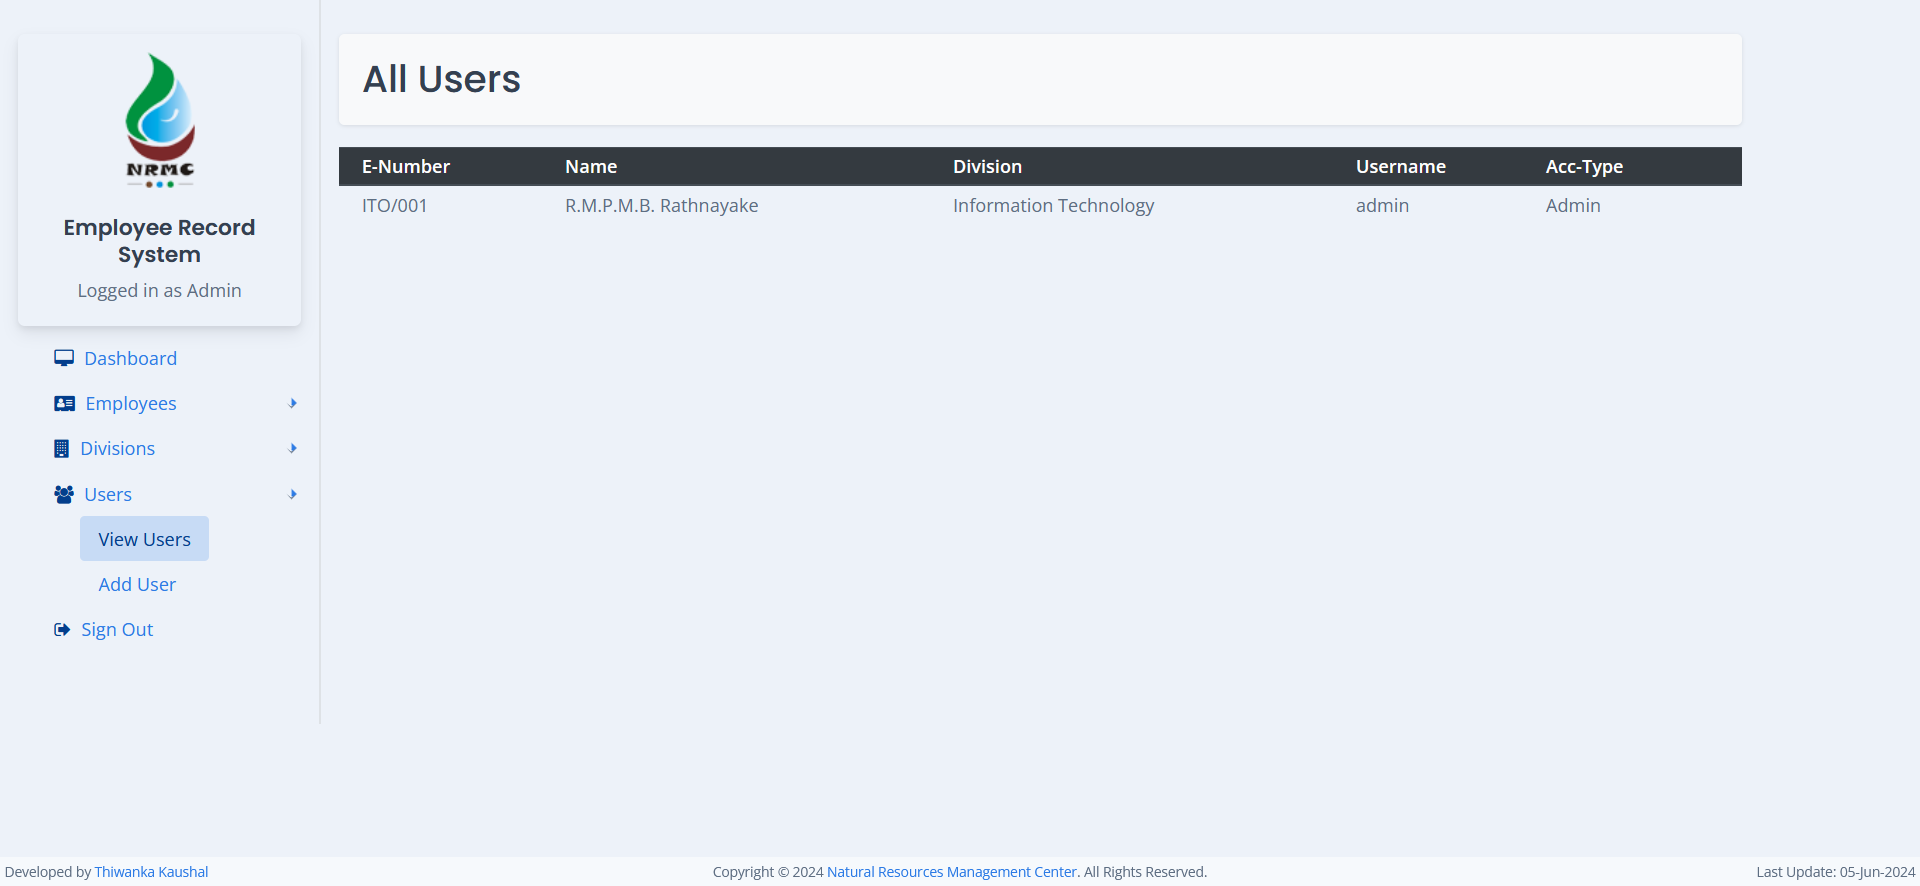 NRMC
Employee Record
System
Logged in as Admin
Dashboard
Employees
Divisions
Users
View Users
Add User
Sign Out
All Users
E-Number Name Division Username Acc-Type
ITO/001 R.M.P.M.B. Rathnayake Information Technology admin Admin
Developed by Thiwanka Kaushal Copyright © 2024 Natural Resources Management Center. All Rights Reserved. Last Update: 05-Jun-2024